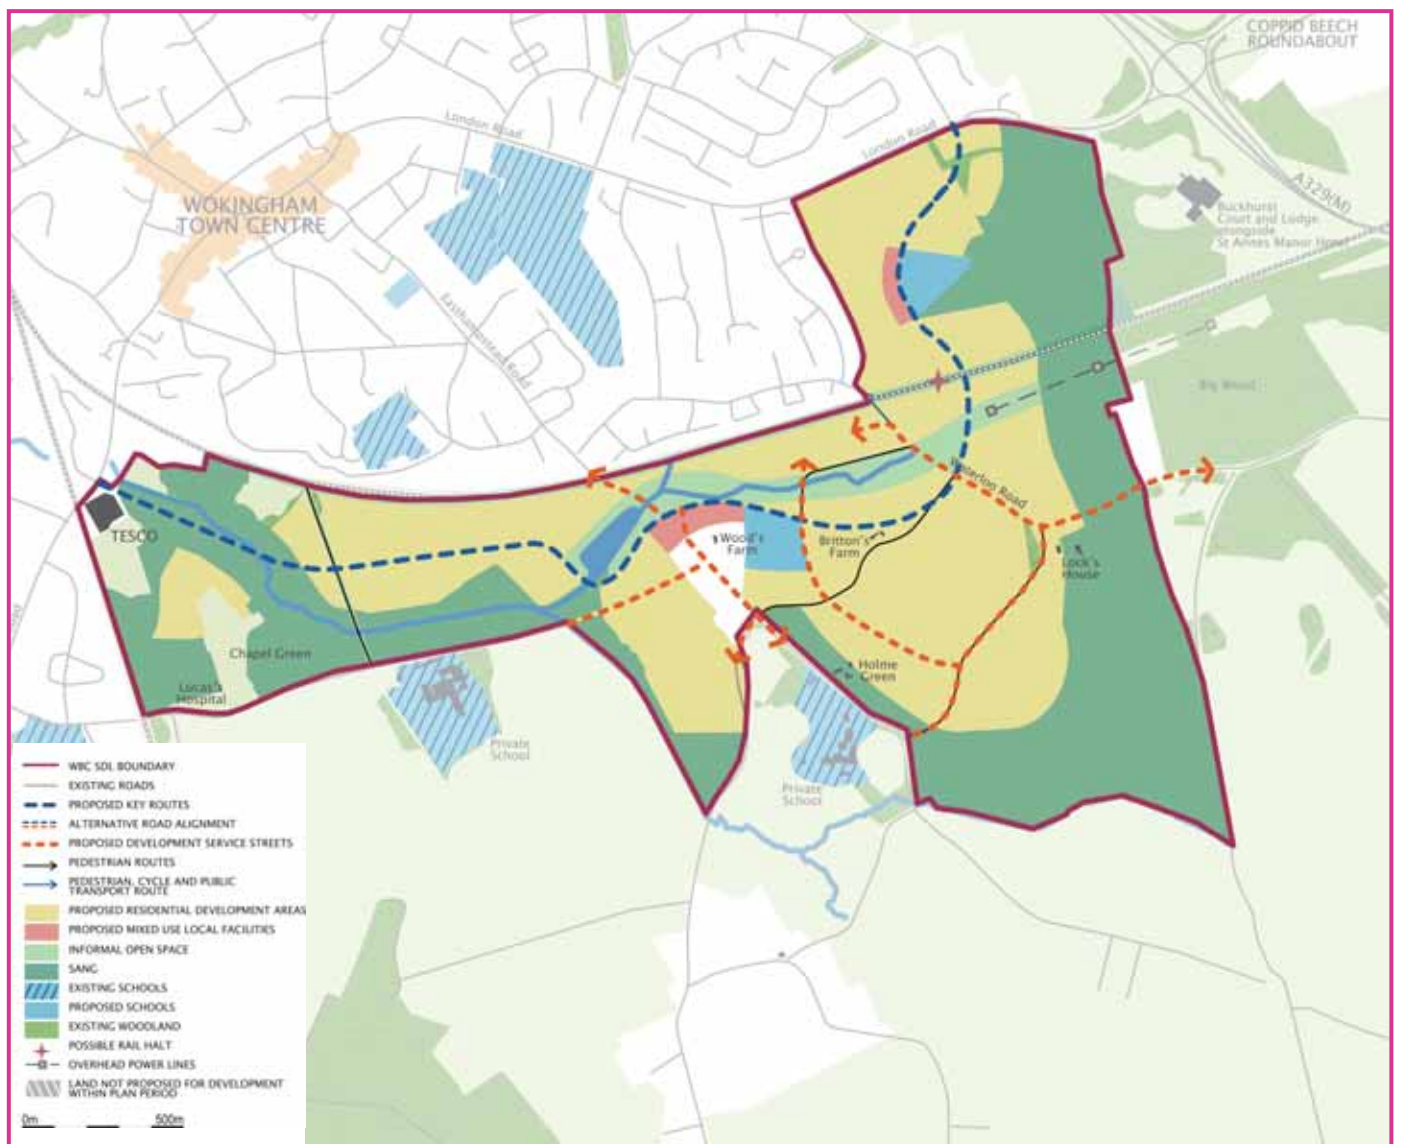 COPPID BEECH
ROUNDABOUT
London Road
London Road
A329(M)
WOKINGHAM
TOWN CENTRE
Buckhurst
Court and Lodge
alongside
St Annes Manor Hotel
Easthampstead Road
Big Wood
Waterloo Road
TESCO
Wood's
Farm
Britton's
Farm
Lock's
House
Chapel Green
Holme
Green
Lucas's
Hospital
Private
School
Private
School
WBC SDL BOUNDARY
EXISTING ROADS
PROPOSED KEY ROUTES
ALTERNATIVE ROAD ALIGNMENT
PROPOSED DEVELOPMENT SERVICE STREETS
PEDESTRIAN ROUTES
PEDESTRIAN, CYCLE AND PUBLIC
TRANSPORT ROUTE
PROPOSED RESIDENTIAL DEVELOPMENT AREAS
PROPOSED MIXED USE LOCAL FACILITIES
INFORMAL OPEN SPACE
SANG
EXISTING SCHOOLS
PROPOSED SCHOOLS
EXISTING WOODLAND
POSSIBLE RAIL HALT
OVERHEAD POWER LINES
LAND NOT PROPOSED FOR DEVELOPMENT
WITHIN PLAN PERIOD
0m 500m